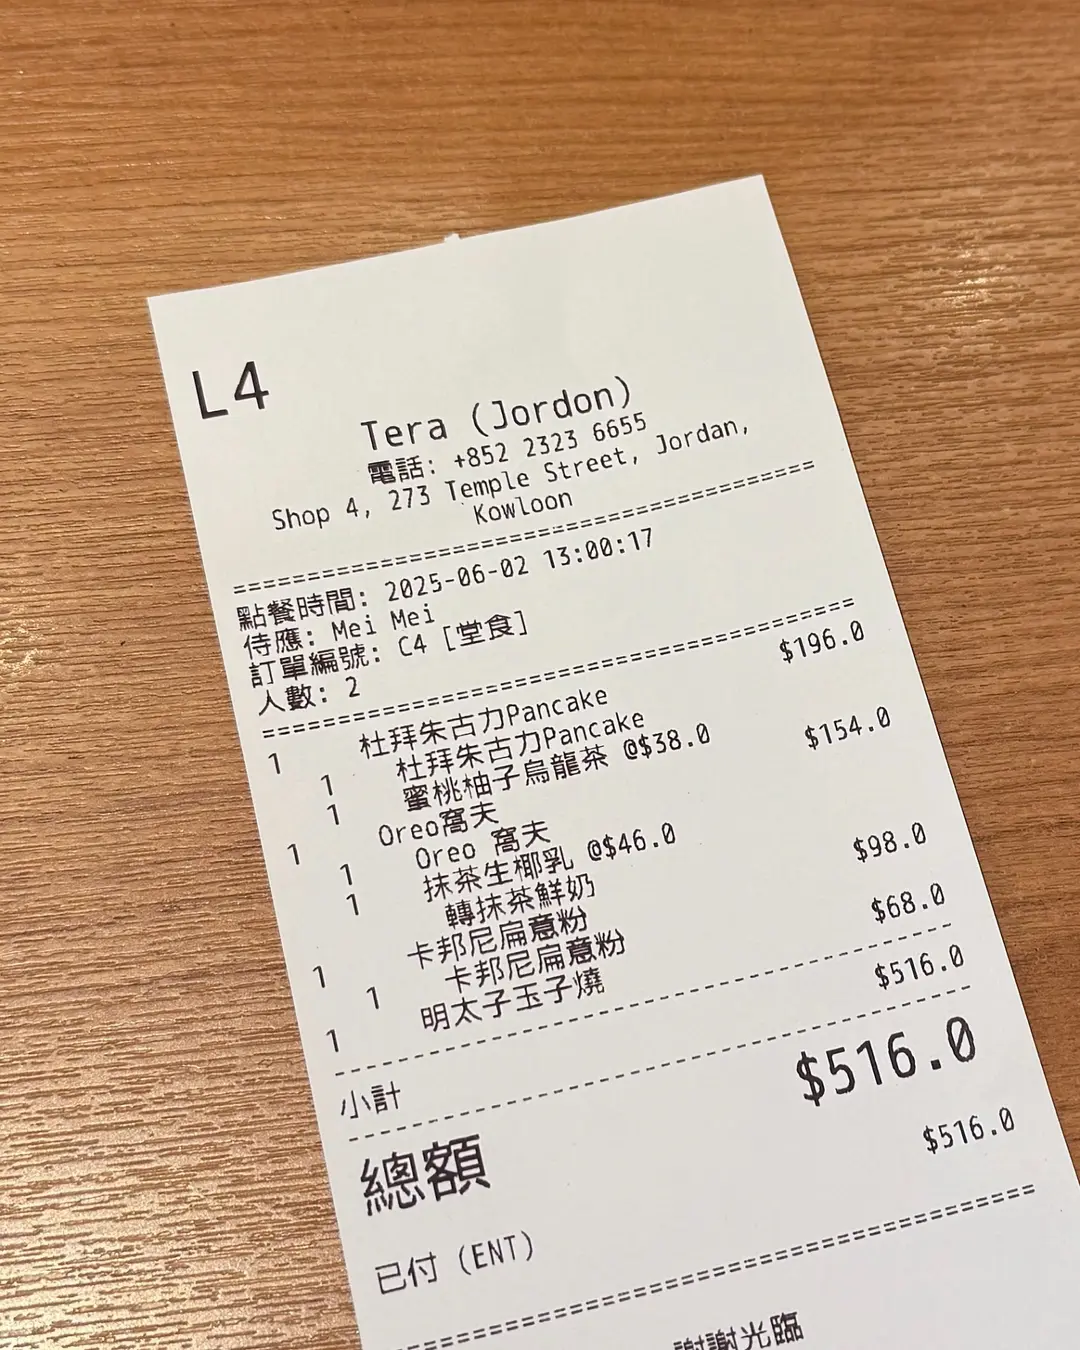 L4
Tera (Jordon)
電話: +852 2323 6655
Shop 4, 273 Temple Street, Jordan,
Kowloon
========================================
點餐時間: 2025-06-02 13:00:17
侍應: Mei Mei
訂單編號: C4 [堂食]
人數: 2
========================================
1 杜拜朱古力Pancake $196.0
1 杜拜朱古力Pancake
1 蜜桃柚子烏龍茶 @$38.0
1 Oreo窩夫 $154.0
1 Oreo 窩夫
1 抹茶生椰乳 @$46.0
轉抹茶鮮奶
1 卡邦尼扁意粉 $98.0
1 卡邦尼扁意粉
1 明太子玉子燒 $68.0
----------------------------------------
小計 $516.0
----------------------------------------
總額 $516.0
已付 (ENT) $516.0
========================================
謝謝光臨